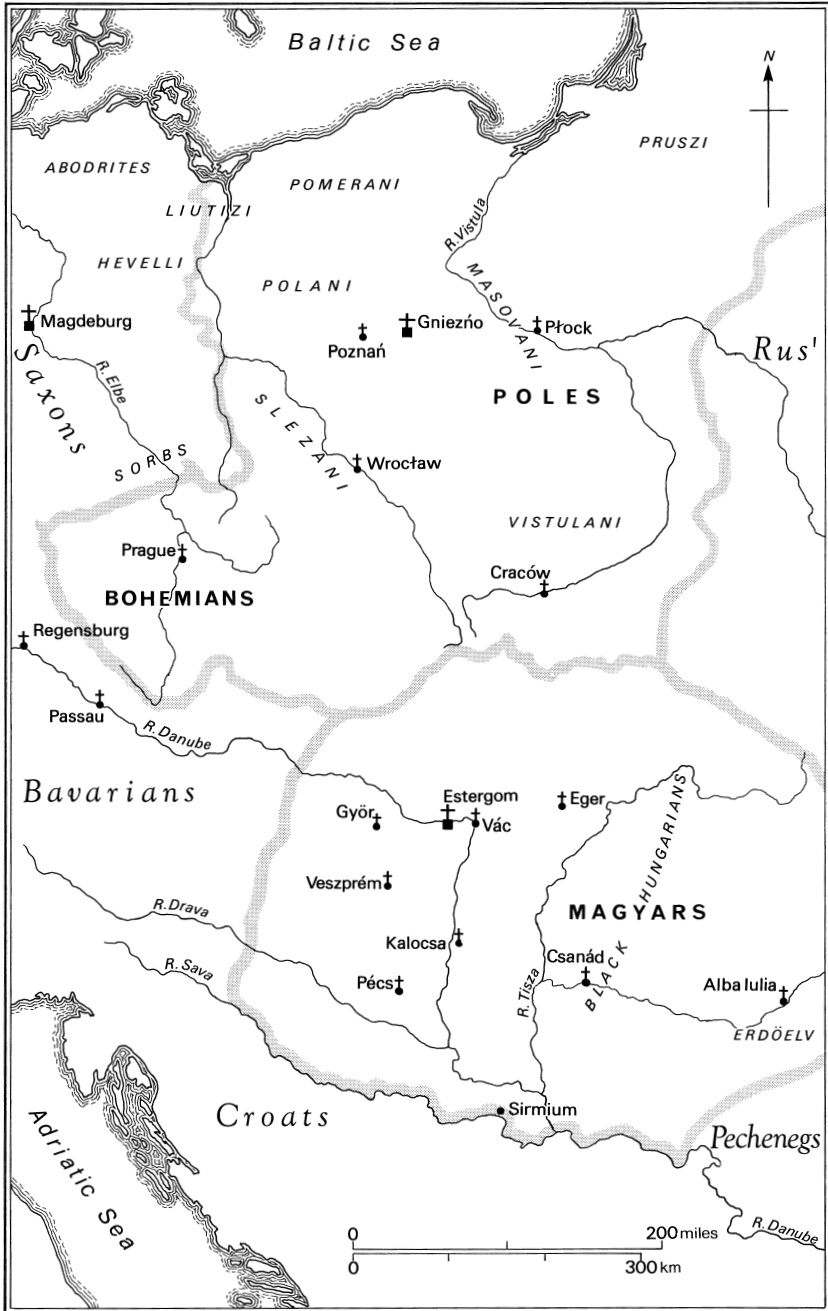 Baltic Sea
N
PRUSZI
ABODRITES
POMERANI
LIUTIZI
R.Vistula
HEVELLI
POLANI
MASOVANI
Magdeburg
Gniezńo
Płock
Poznań
Rus'
Saxons
R.Elbe
POLES
SLEZANI
SORBS
Wrocław
VISTULANI
Prague
Craców
BOHEMIANS
Regensburg
Passau
R.Danube
Bavarians
Estergom
Eger
Györ
Vác
BLACK HUNGARIANS
Veszprém
R.Drava
MAGYARS
Kalocsa
Csanád
R.Sava
Pécs
R.Tisza
Alba Iulia
ERDÖELV
Croats
Sirmium
Adriatic Sea
Pechenegs
R.Danube
0 200 miles
0 300 km